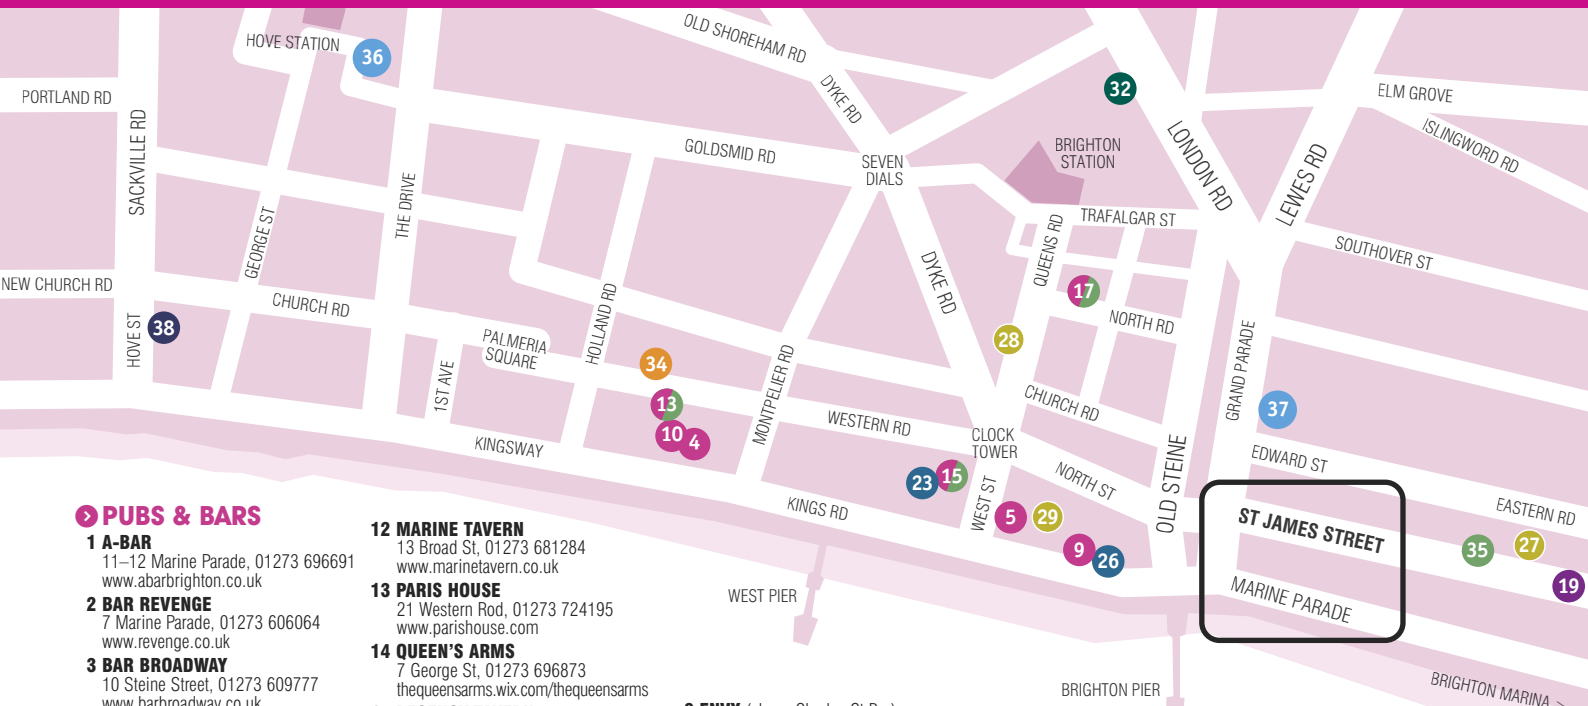 HOVE STATION
36
OLD SHOREHAM RD
DYKE RD
32
ELM GROVE
ISLINGWORD RD
PORTLAND RD
SACKVILLE RD
GOLDSMID RD
SEVEN
DIALS
BRIGHTON
STATION
LONDON RD
LEWES RD
THE DRIVE
GEORGE ST
TRAFALGAR ST
QUEENS RD
SOUTHOVER ST
DYKE RD
NEW CHURCH RD
CHURCH RD
HOLLAND RD
17
NORTH RD
HOVE ST
38
PALMERIA
SQUARE
28
34
1ST AVE
MONTPELIER RD
GRAND PARADE
13
10
4
CHURCH RD
37
WESTERN RD
KINGSWAY
CLOCK
TOWER
NORTH ST
OLD STEINE
EDWARD ST
23
15
WEST ST
KINGS RD
5
29
9
26
ST JAMES STREET
EASTERN RD
35
27
19
MARINE PARADE
WEST PIER
BRIGHTON PIER
BRIGHTON MARINA >
PUBS & BARS
1 A-BAR
11–12 Marine Parade, 01273 696691
www.abarbrighton.co.uk
2 BAR REVENGE
7 Marine Parade, 01273 606064
www.revenge.co.uk
3 BAR BROADWAY
10 Steine Street, 01273 609777
www.barbroadway.co.uk
12 MARINE TAVERN
13 Broad St, 01273 681284
www.marinetavern.co.uk
13 PARIS HOUSE
21 Western Rod, 01273 724195
www.parishouse.com
14 QUEEN'S ARMS
7 George St, 01273 696873
thequeensarms.wix.com/thequeensarms